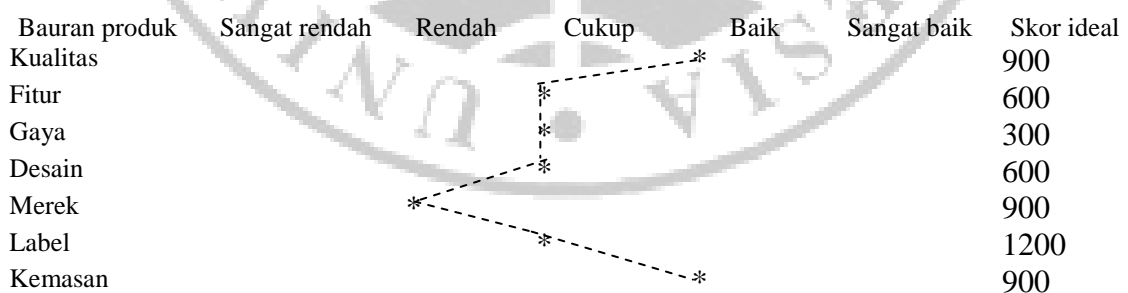 Bauran produk Sangat rendah Rendah Cukup Baik Sangat baik Skor ideal
Kualitas * 900
Fitur * 600
Gaya * 300
Desain * 600
Merek * 900
Label * 1200
Kemasan * 900